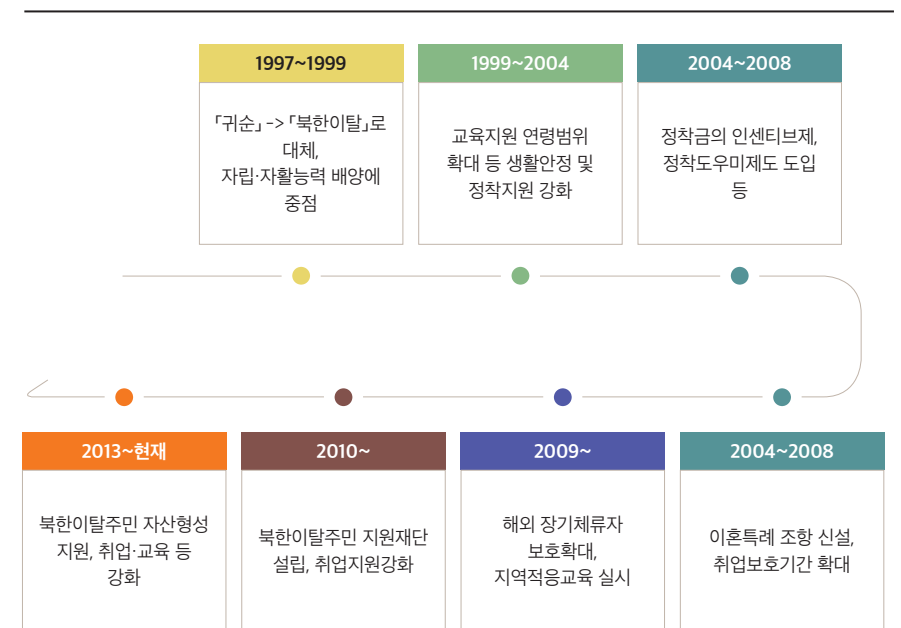 1997~1999
「귀순」 -> 「북한이탈」로
대체,
자립·자활능력 배양에
중점
1999~2004
교육지원 연령범위
확대 등 생활안정 및
정착지원 강화
2004~2008
정착금의 인센티브제,
정착도우미제도 도입
등
2013~현재
북한이탈주민 자산형성
지원, 취업·교육 등
강화
2010~
북한이탈주민 지원재단
설립, 취업지원강화
2009~
해외 장기체류자
보호확대,
지역적응교육 실시
2004~2008
이혼특례 조항 신설,
취업보호기간 확대